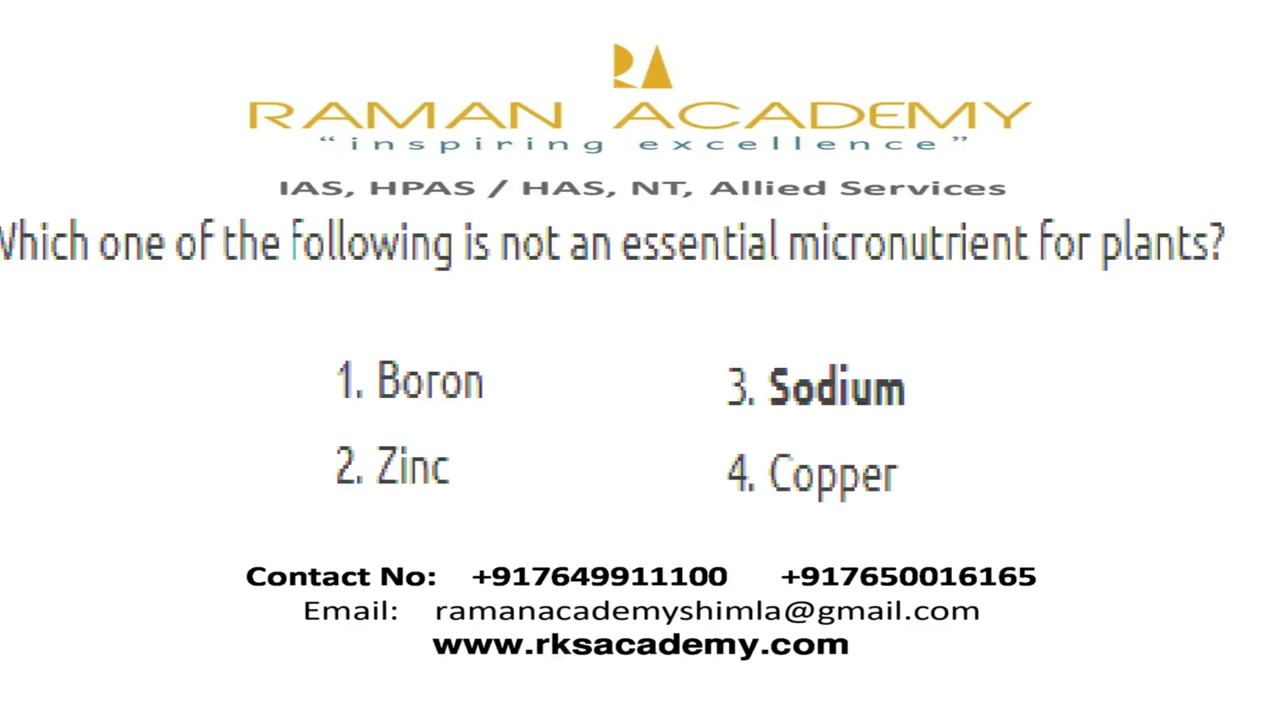 RA
RAMAN ACADEMY
"inspiring excellence"
IAS, HPAS / HAS, NT, Allied Services
Which one of the following is not an essential micronutrient for plants?
1. Boron
2. Zinc
3. Sodium
4. Copper
Contact No: +917649911100 +917650016165
Email: ramanacademyshimla@gmail.com
www.rksacademy.com